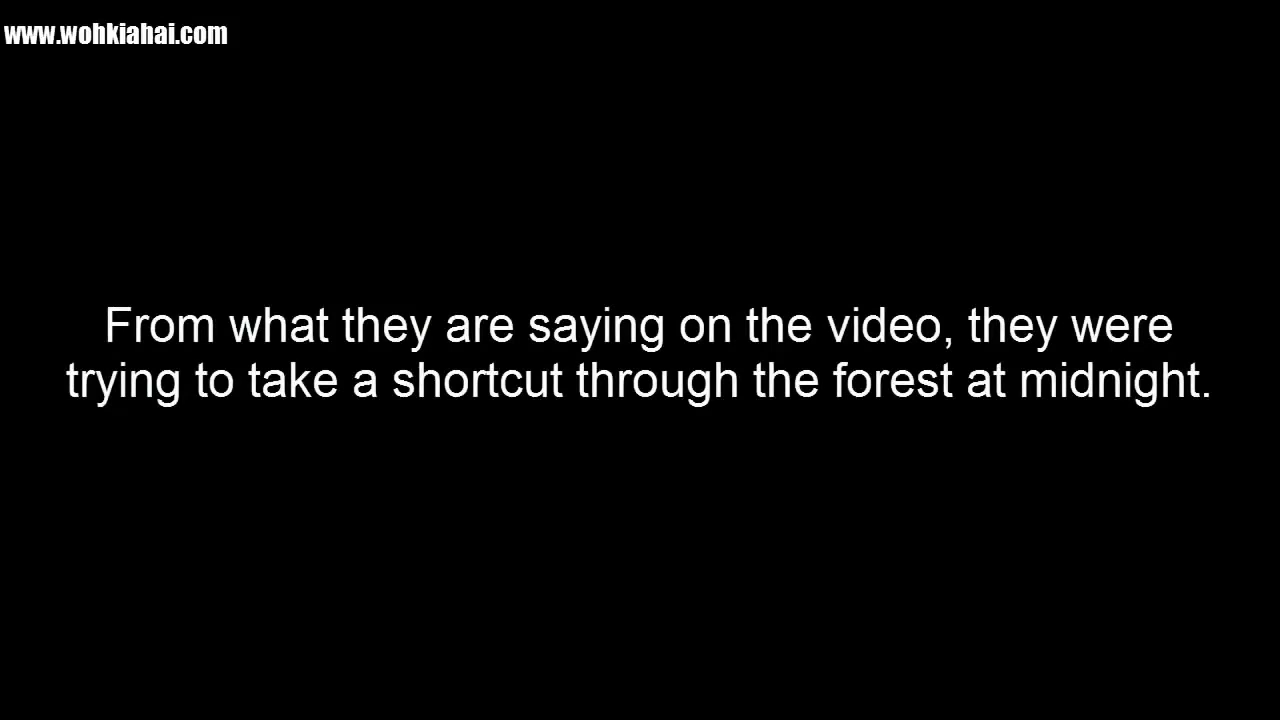 www.wohkiahai.com
From what they are saying on the video, they were
trying to take a shortcut through the forest at midnight.